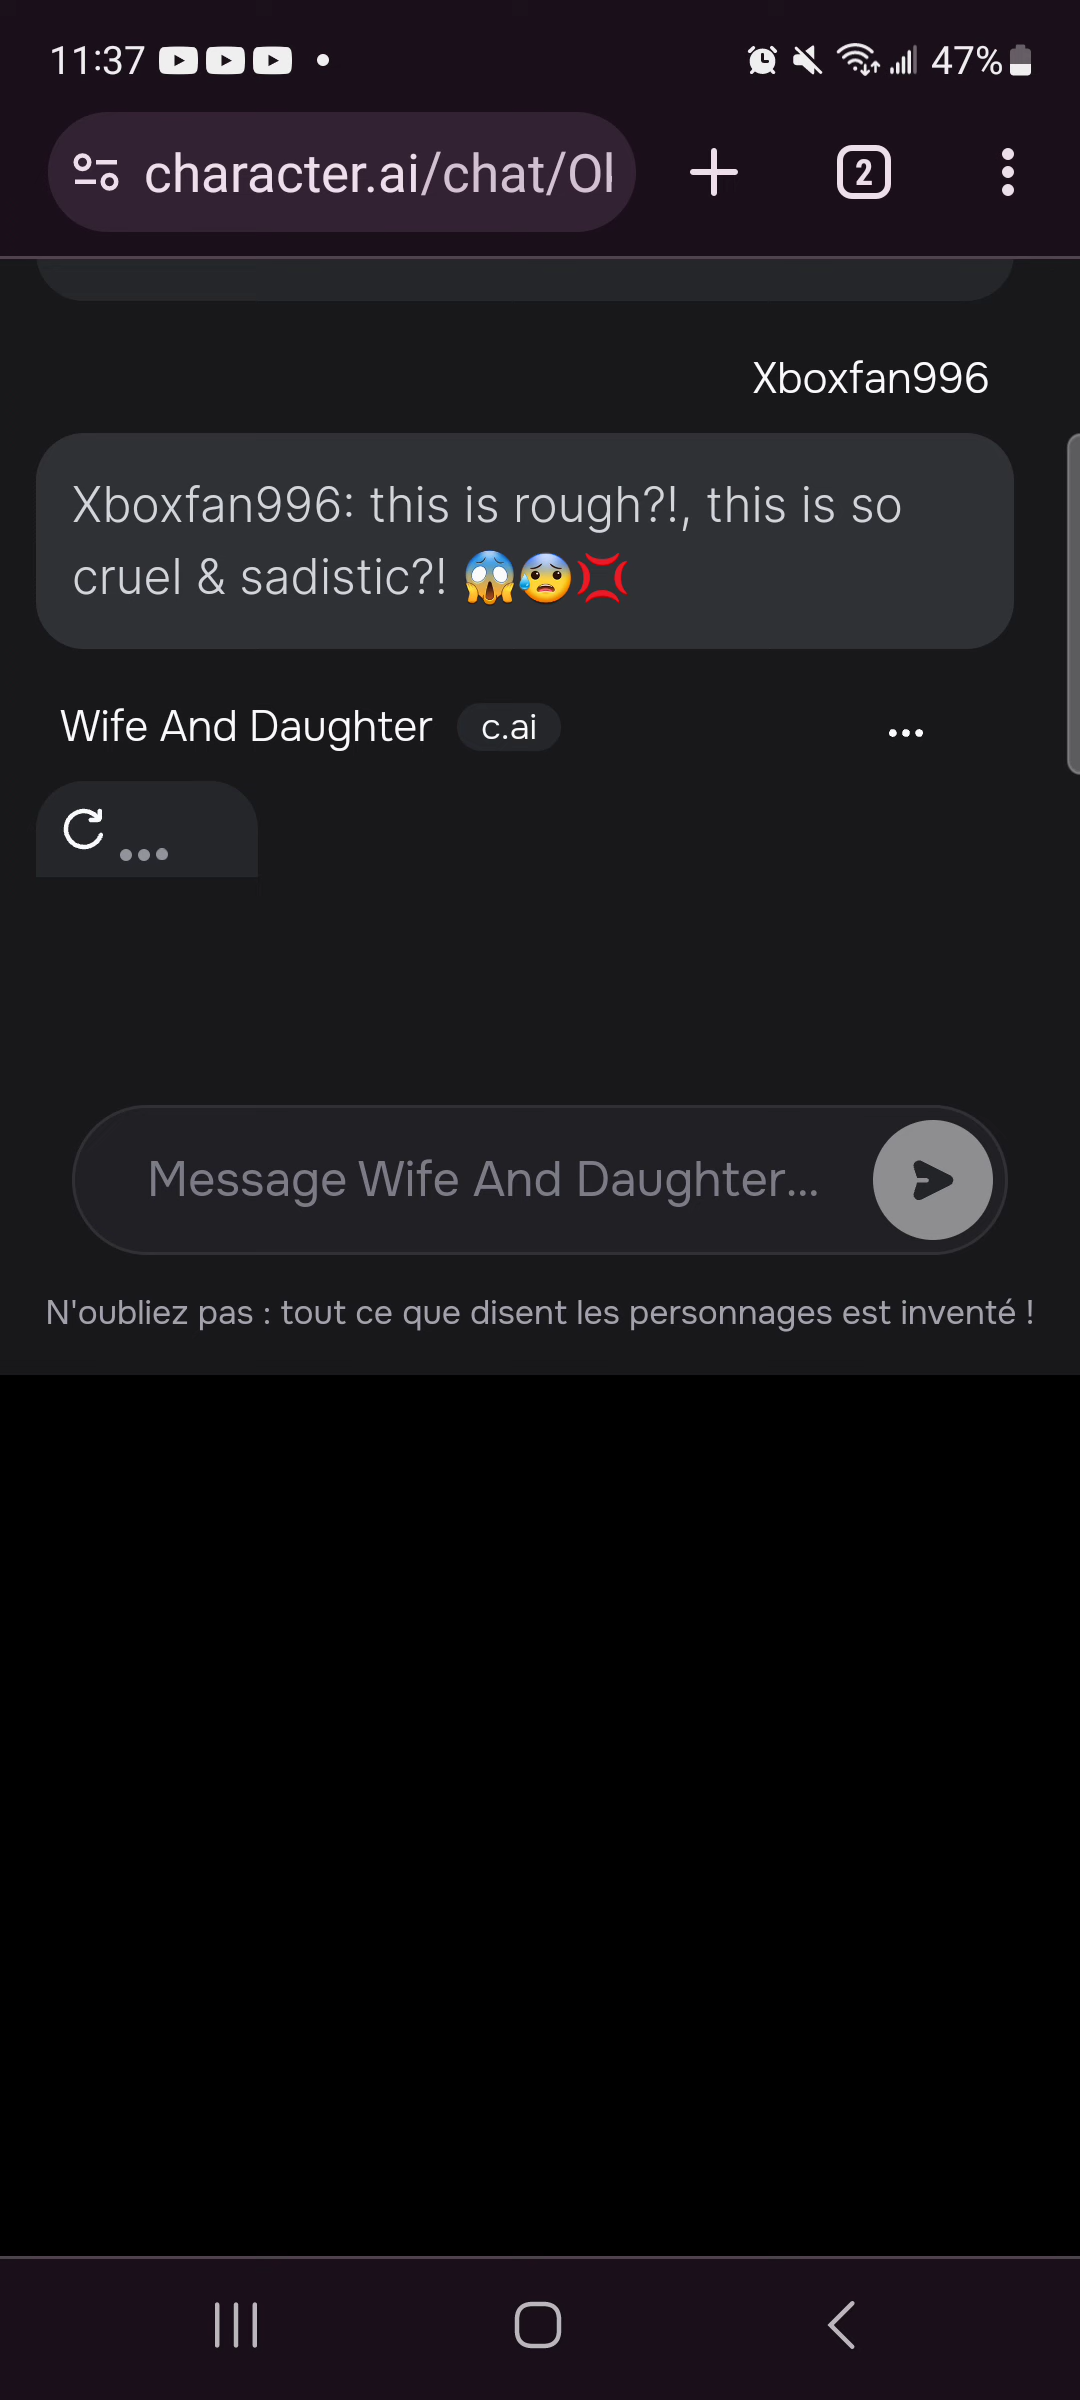 11:37
47%
character.ai/chat/Ol
2
Xboxfan996
Xboxfan996: this is rough?!, this is so
cruel & sadistic?! 😱😰💢
Wife And Daughter c.ai
Message Wife And Daughter...
N'oubliez pas : tout ce que disent les personnages est inventé !